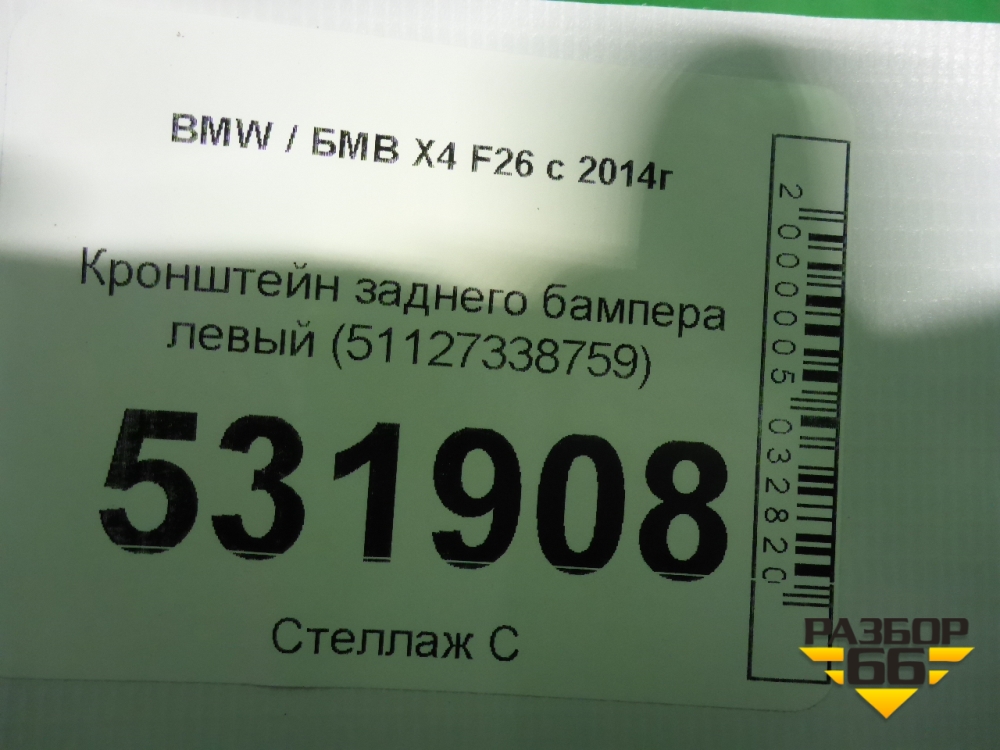 BMW / БМВ X4 F26 с 2014г
Кронштейн заднего бампера
левый (51127338759)
531908
Стеллаж С
2000005032820
РАЗБОР
66